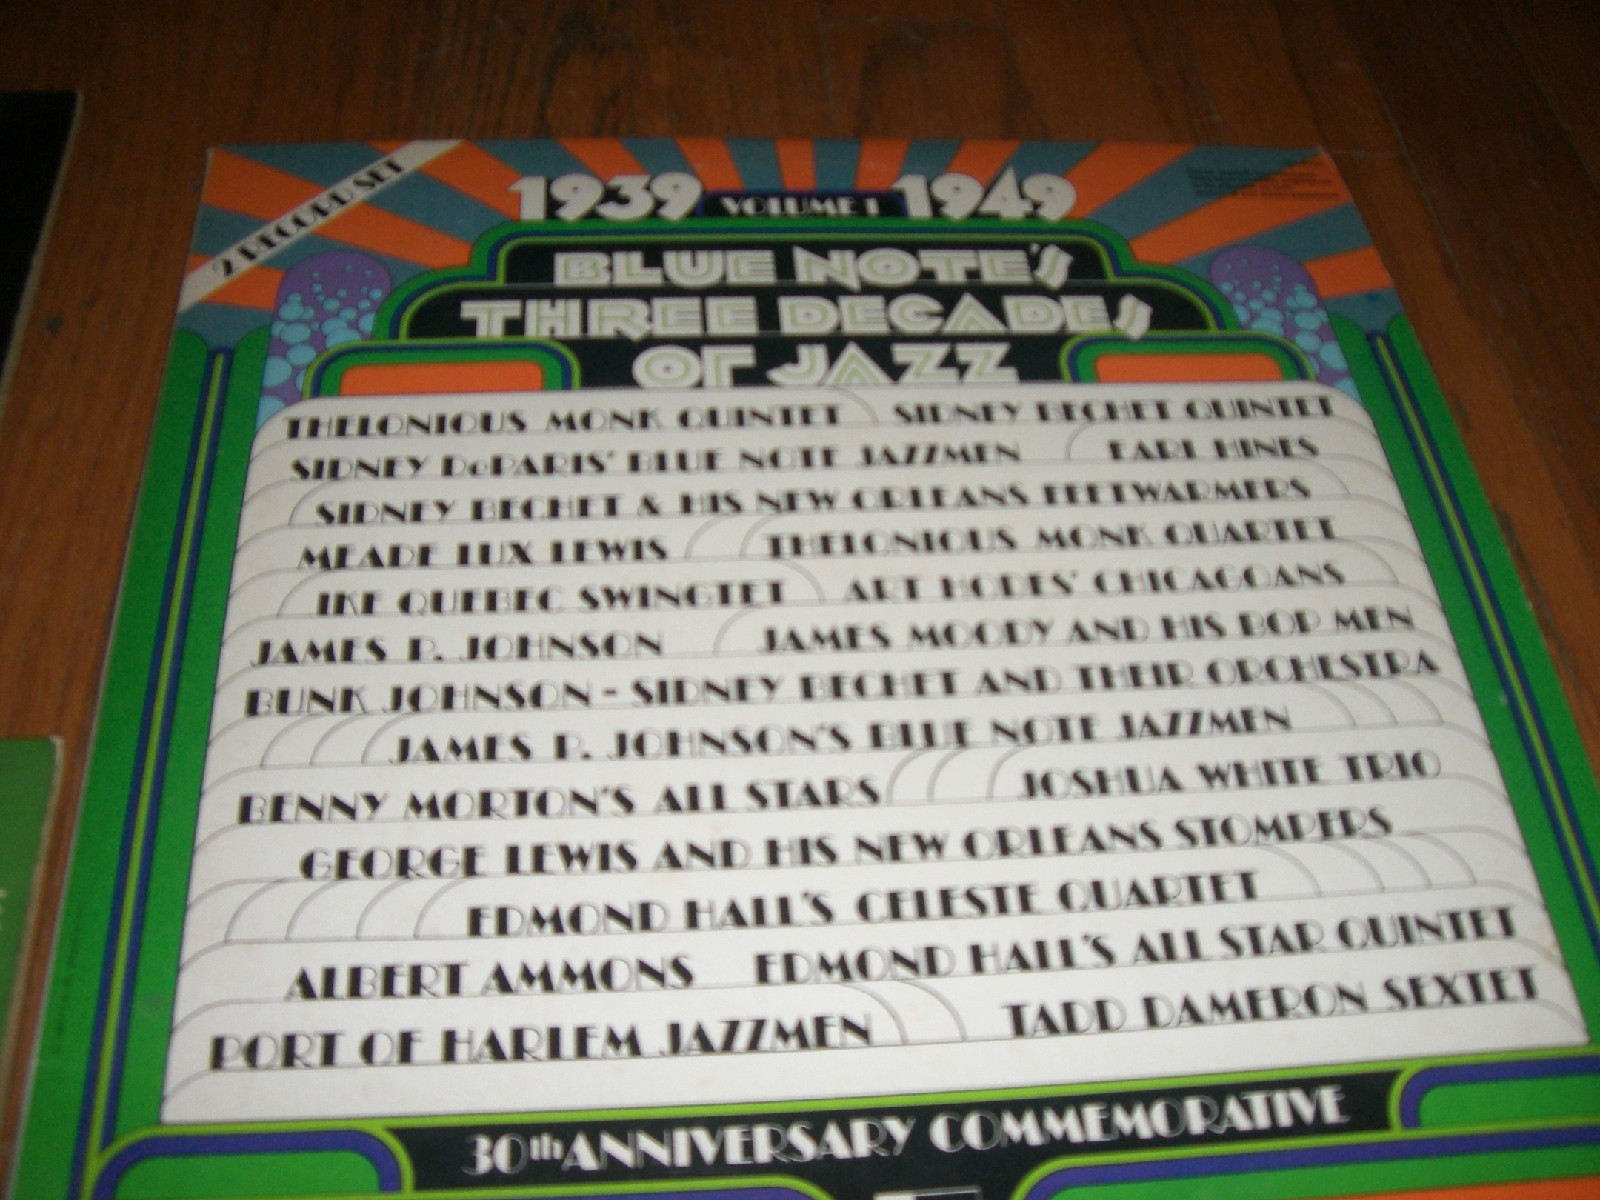 2 RECORD SET
1939 VOLUME 1 1949
BLUE NOTE'S
THREE DECADES
OF JAZZ
THELONIOUS MONK QUINTET SIDNEY BECHET QUINTET
SIDNEY DePARIS' BLUE NOTE JAZZMEN EARL HINES
SIDNEY BECHET & HIS NEW ORLEANS FEETWARMERS
MEADE LUX LEWIS THELONIOUS MONK QUARTET
IKE QUEBEC SWINGTET ART HODES' CHICAGOANS
JAMES P. JOHNSON JAMES MOODY AND HIS BOP MEN
BUNK JOHNSON - SIDNEY BECHET AND THEIR ORCHESTRA
JAMES P. JOHNSON'S BLUE NOTE JAZZMEN
BENNY MORTON'S ALL STARS JOSHUA WHITE TRIO
GEORGE LEWIS AND HIS NEW ORLEANS STOMPERS
EDMOND HALL'S CELESTE QUARTET
ALBERT AMMONS EDMOND HALL'S ALL STAR QUINTET
PORT OF HARLEM JAZZMEN TADD DAMERON SEXTET
30th ANNIVERSARY COMMEMORATIVE